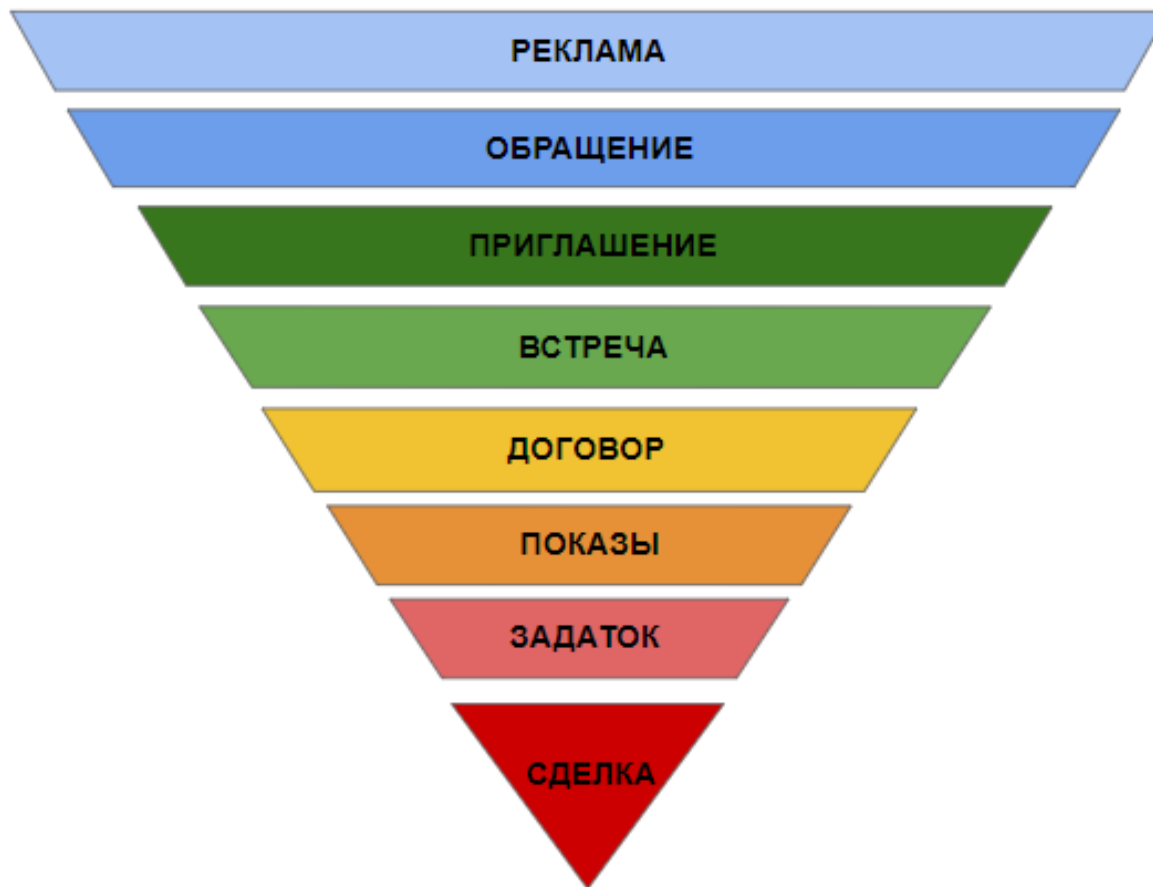 РЕКЛАМА
ОБРАЩЕНИЕ
ПРИГЛАШЕНИЕ
ВСТРЕЧА
ДОГОВОР
ПОКАЗЫ
ЗАДАТОК
СДЕЛКА